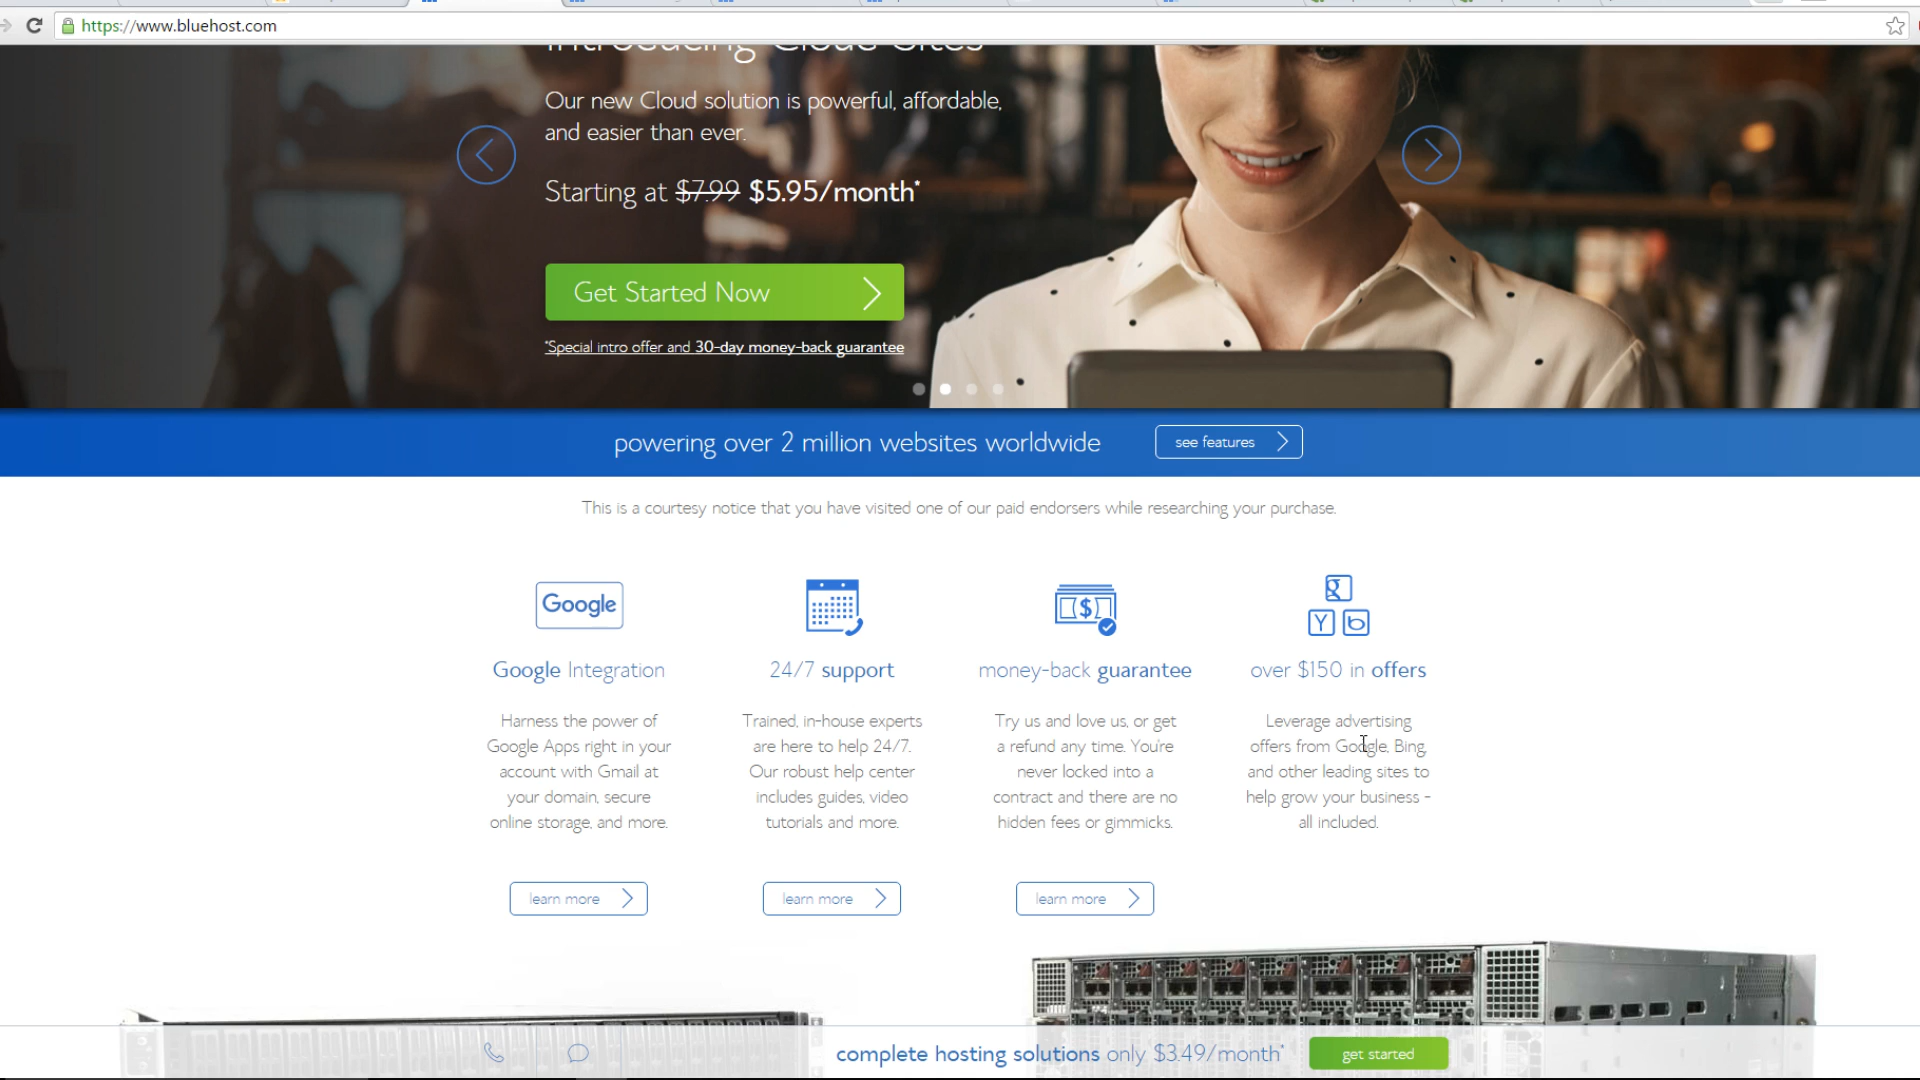 https://www.bluehost.com
Introducing Cloud Sites
Our new Cloud solution is powerful, affordable,
and easier than ever.
Starting at $7.99 $5.95/month*
Get Started Now
*Special intro offer and 30-day money-back guarantee
powering over 2 million websites worldwide
see features
This is a courtesy notice that you have visited one of our paid endorsers while researching your purchase.
Google
g
Y b
Google Integration
24/7 support
money-back guarantee
over $150 in offers
Harness the power of
Google Apps right in your
account with Gmail at
your domain, secure
online storage, and more.
Trained, in-house experts
are here to help 24/7.
Our robust help center
includes guides, video
tutorials and more.
Try us and love us, or get
a refund any time. You're
never locked into a
contract and there are no
hidden fees or gimmicks.
Leverage advertising
offers from Google, Bing,
and other leading sites to
help grow your business -
all included.
learn more
learn more
learn more
complete hosting solutions only $3.49/month*
get started